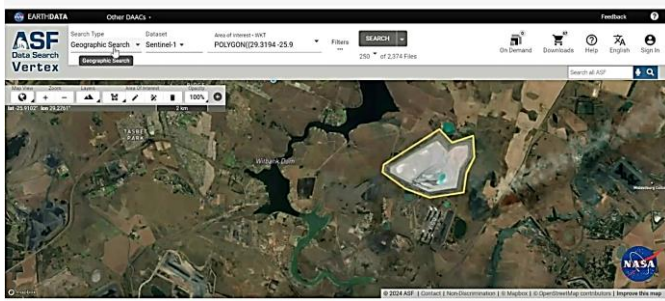 EARTHDATA Other DAACs Feedback
ASF
Data Search
Vertex
Search Type Dataset Area of Interest - WKT
Geographic Search Sentinel-1 POLYGON((29.3194 -25.9 Filters SEARCH
Geographic Search
250 of 2,374 Files
On Demand Downloads Help English Sign In
Search all ASF
Map View Zoom Layers Area Of Interest Opacity
100%
2 km
TASBET
PARK
Witbank Dam
NASA
© 2024 ASF | Contact | Non-Discrimination | © Mapbox | © OpenStreetMap contributors | Improve this map